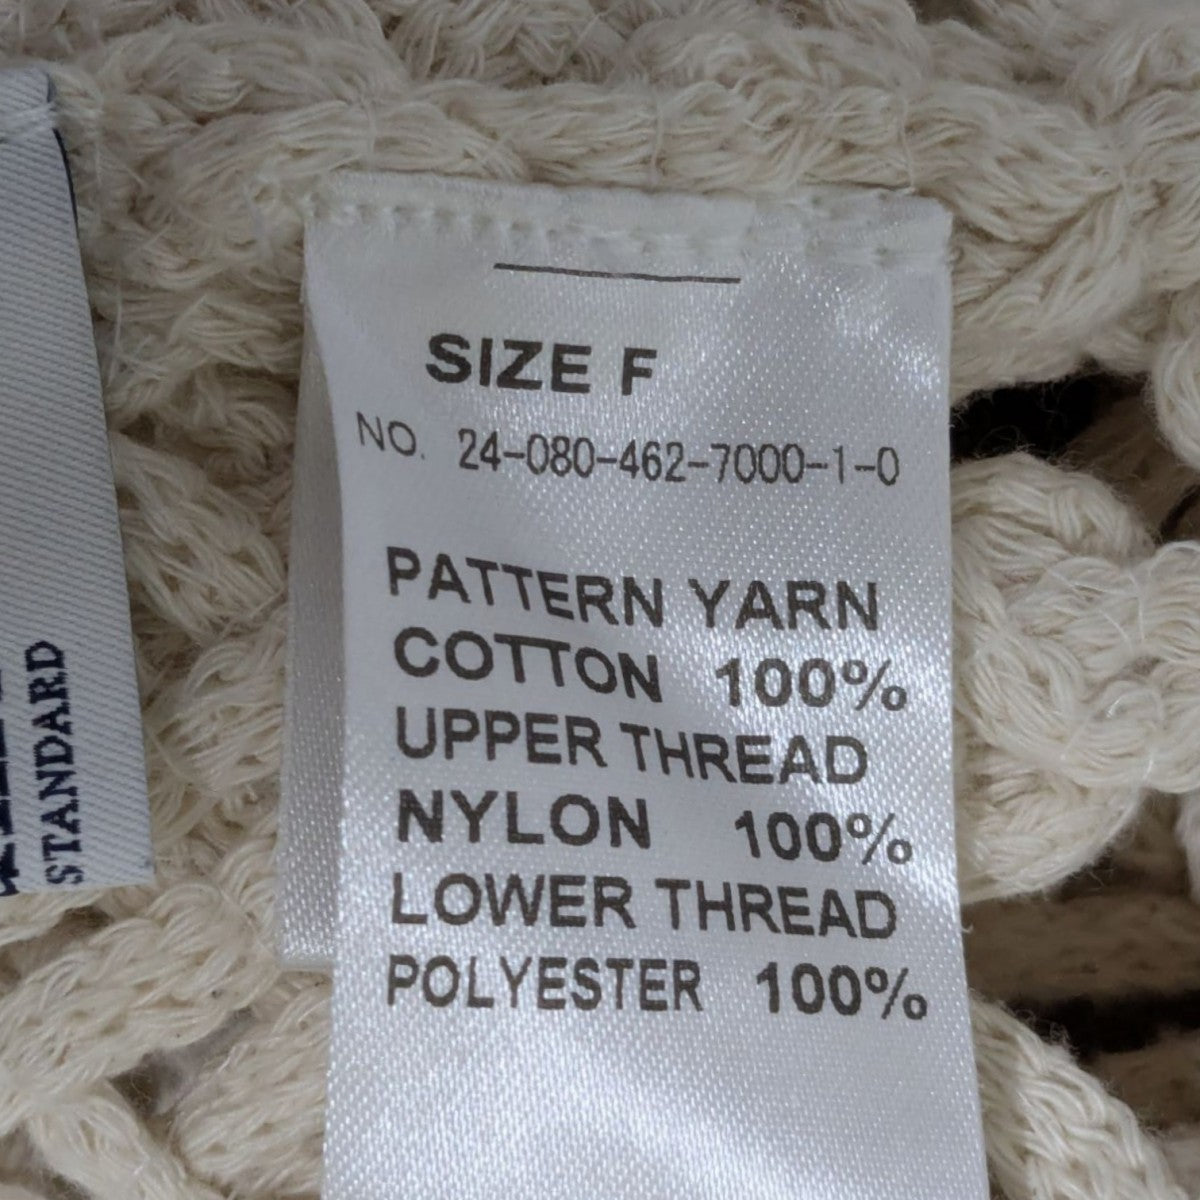 SIZE F
NO. 24-080-462-7000-1-0
PATTERN YARN
COTTON 100%
UPPER THREAD
NYLON 100%
LOWER THREAD
POLYESTER 100%
STANDARD